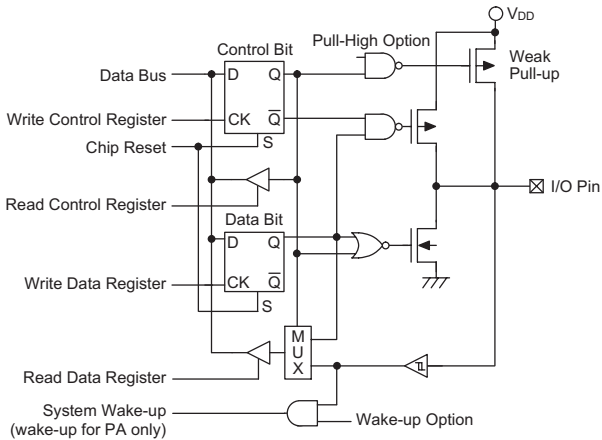 V_DD
Control Bit
Pull-High Option
Weak
Pull-up
Data Bus
D
Q
Write Control Register
CK
Q̅
Chip Reset
S
I/O Pin
Read Control Register
Data Bit
D
Q
Write Data Register
CK
Q̅
S
M
U
X
Read Data Register
System Wake-up
(wake-up for PA only)
Wake-up Option